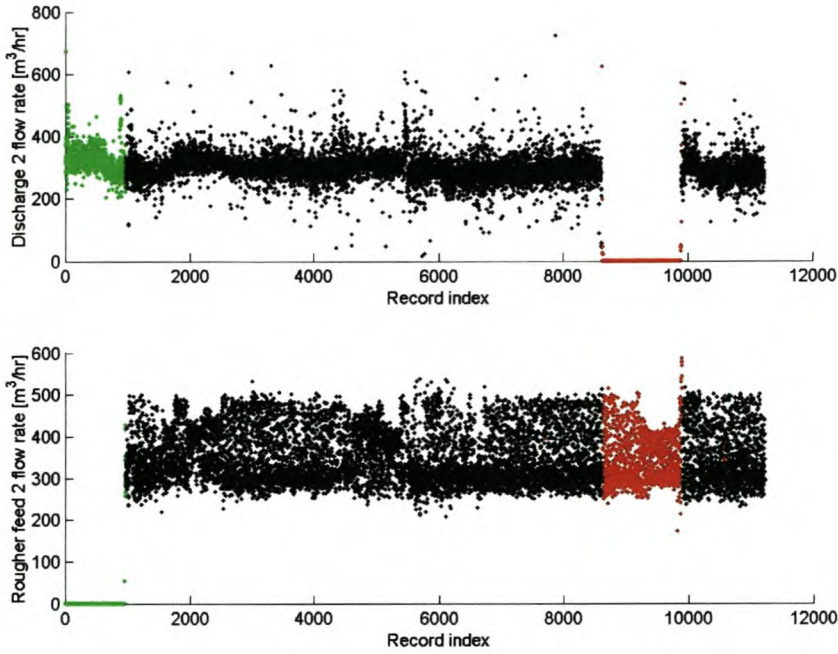 800
600
400
200
0
Discharge 2 flow rate [m³/hr]
0 2000 4000 6000 8000 10000 12000
Record index
600
500
400
300
200
100
0
Rougher feed 2 flow rate [m³/hr]
0 2000 4000 6000 8000 10000 12000
Record index